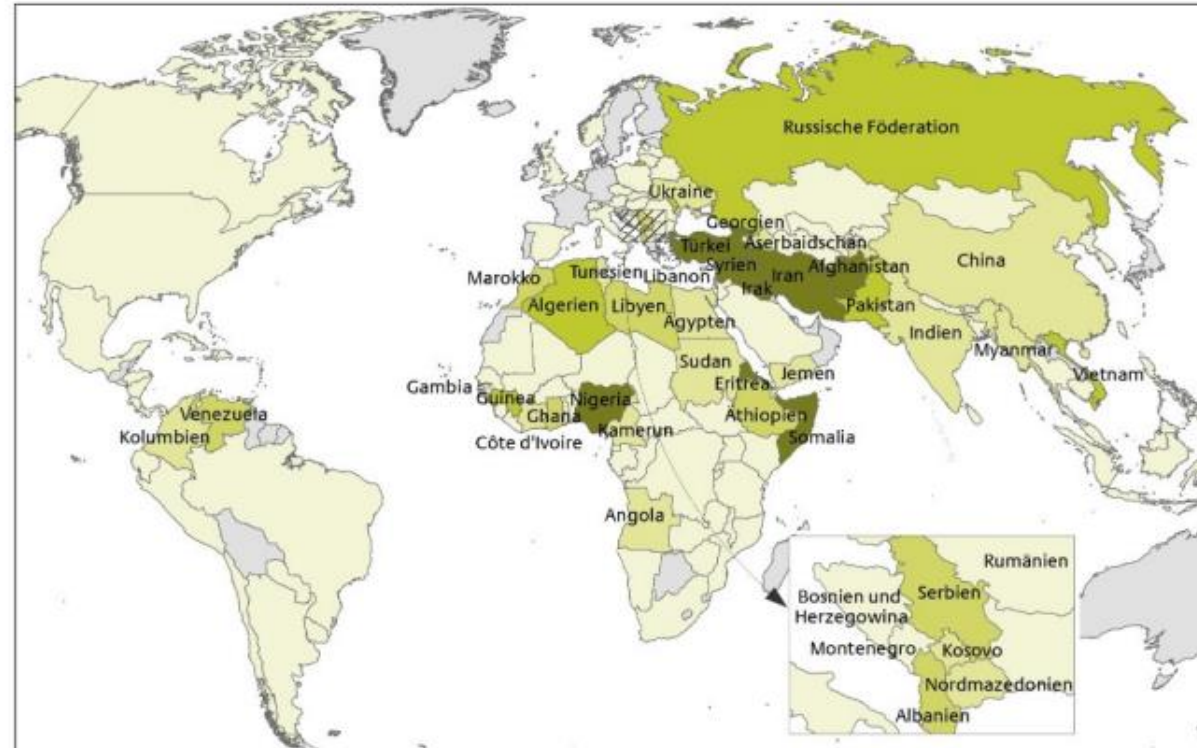 Russische Föderation
Ukraine
Georgien
Türkei
Aserbaidschan
Syrien
Iran
Afghanistan
China
Marokko
Tunesien
Libanon
Irak
Algerien
Libyen
Ägypten
Pakistan
Indien
Myanmar
Sudan
Vietnam
Gambia
Guinea
Nigeria
Eritrea
Jemen
Venezuela
Ghana
Äthiopien
Kolumbien
Kamerun
Côte d'Ivoire
Somalia
Angola
Rumänien
Serbien
Bosnien und
Herzegowina
Montenegro
Kosovo
Nordmazedonien
Albanien